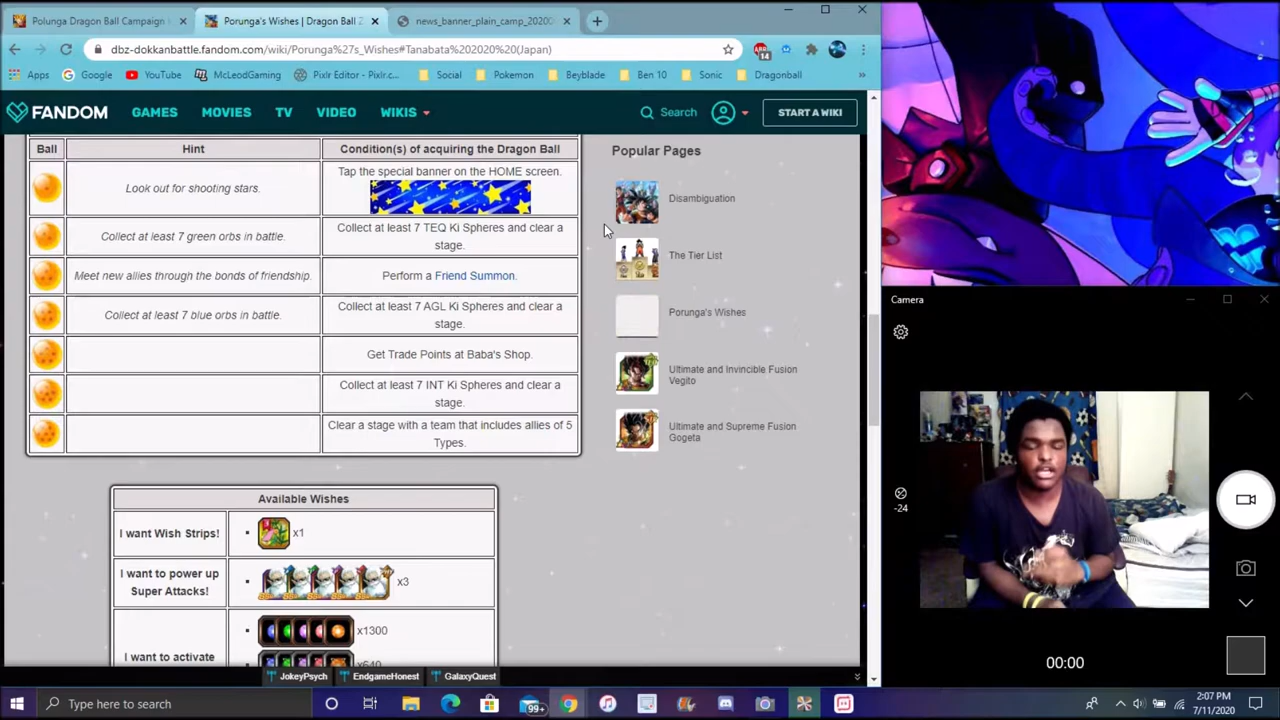 Polunga Dragon Ball Campaign
Porunga's Wishes | Dragon Ball Z
news_banner_plain_camp_20200
dbz-dokkanbattle.fandom.com/wiki/Porunga%27s_Wishes#Tanabata%202020%20(Japan)
14
Apps
Google
YouTube
McLeodGaming
Pixlr Editor - Pixlr.c...
Social
Pokemon
Beyblade
Ben 10
Sonic
Dragonball
FANDOM
GAMES
MOVIES
TV
VIDEO
WIKIS
Search
START A WIKI
Ball
Hint
Condition(s) of acquiring the Dragon Ball
Look out for shooting stars.
Tap the special banner on the HOME screen.
Collect at least 7 green orbs in battle.
Collect at least 7 TEQ Ki Spheres and clear a
stage.
Meet new allies through the bonds of friendship.
Perform a Friend Summon.
Collect at least 7 blue orbs in battle.
Collect at least 7 AGL Ki Spheres and clear a
stage.
Get Trade Points at Baba's Shop.
Collect at least 7 INT Ki Spheres and clear a
stage.
Clear a stage with a team that includes allies of 5
Types.
Available Wishes
I want Wish Strips!
x1
I want to power up
Super Attacks!
x3
I want to activate
x1300
x640
Popular Pages
Disambiguation
The Tier List
Porunga's Wishes
Ultimate and Invincible Fusion
Vegito
Ultimate and Supreme Fusion
Gogeta
JokeyPsych
EndgameHonest
GalaxyQuest
Camera
-24
00:00
Type here to search
99+
2:07 PM
7/11/2020